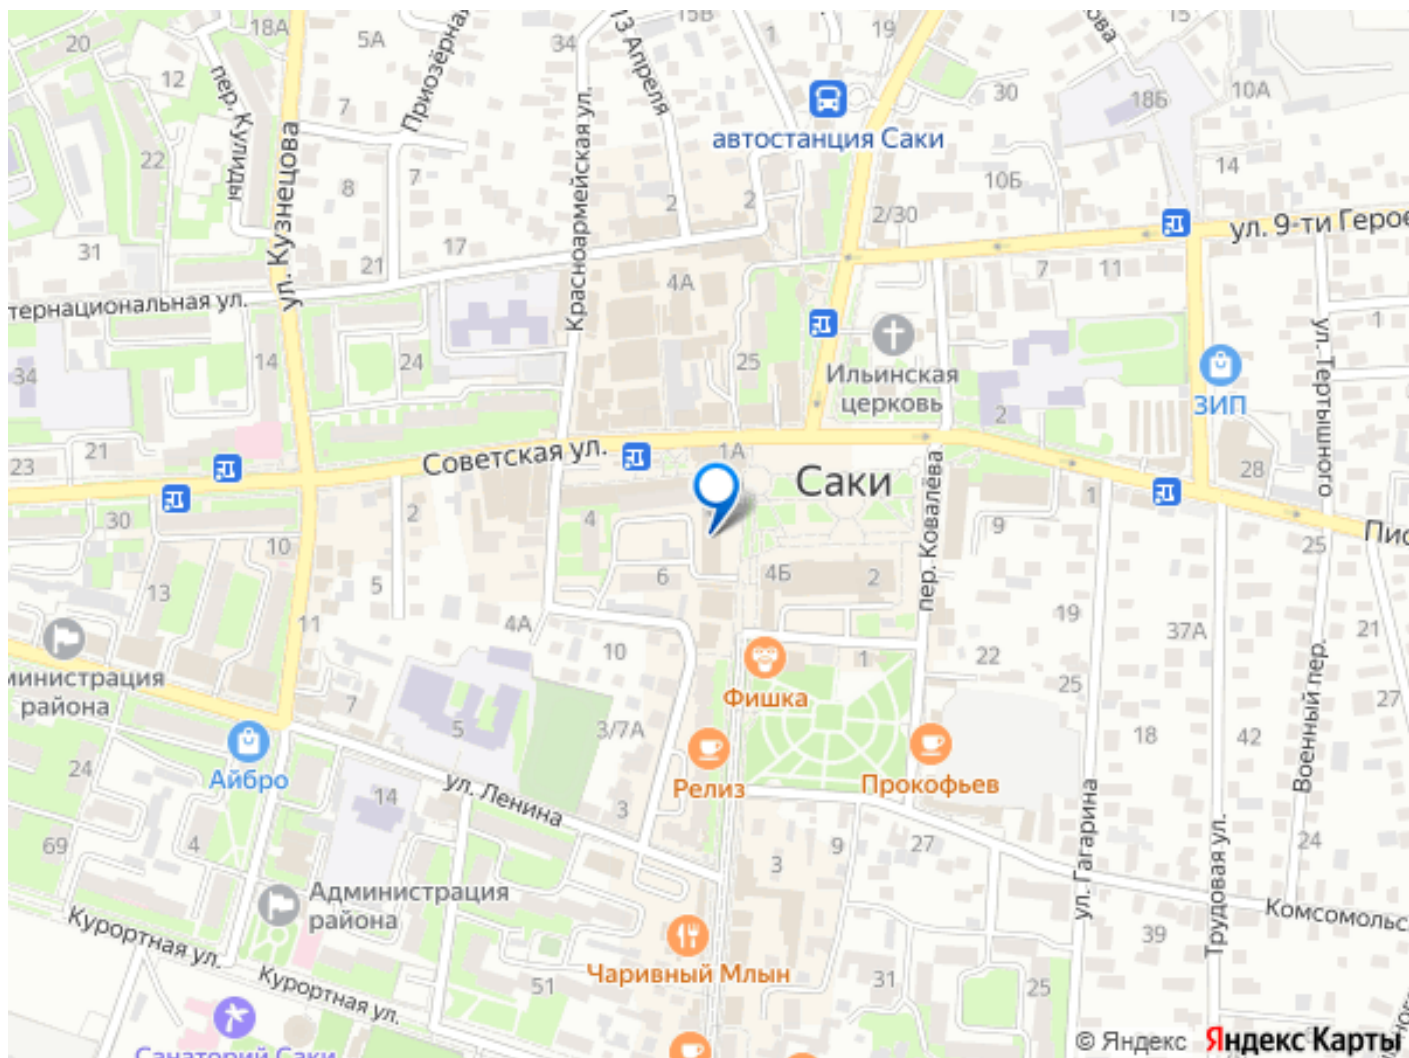 18А
5А
34
15В
1
19
15
20
12
пер. Кулиды
Приозёрная
13 Апреля
30
18Б
10А
автостанция Саки
22
7
7
8
Красноармейская ул.
2
2
2/30
10Б
14
31
ул. Кузнецова
21
17
ул. 9-ти Герое
4А
7
11
тернациональная ул.
14
24
25
Ильинская
церковь
2
ЗИП
ул. Тертышного
1
34
21
23
Советская ул.
1А
Саки
28
30
2
4
пер. Ковалёва
9
1
25
Пис
10
13
5
6
4Б
2
11
4А
10
19
37А
21
министрация
района
1
22
25
27
7
Фишка
5
3/7А
18
42
Военный пер.
Айбро
24
14
ул. Ленина
Релиз
Прокофьев
3
69
4
9
27
ул. Гагарина
24
3
Администрация
района
Трудовая ул.
Комсомольс
Курортная ул.
39
Курортная ул.
Чаривный Млын
51
31
25
Санаторий Саки
© Яндекс Яндекс Карты